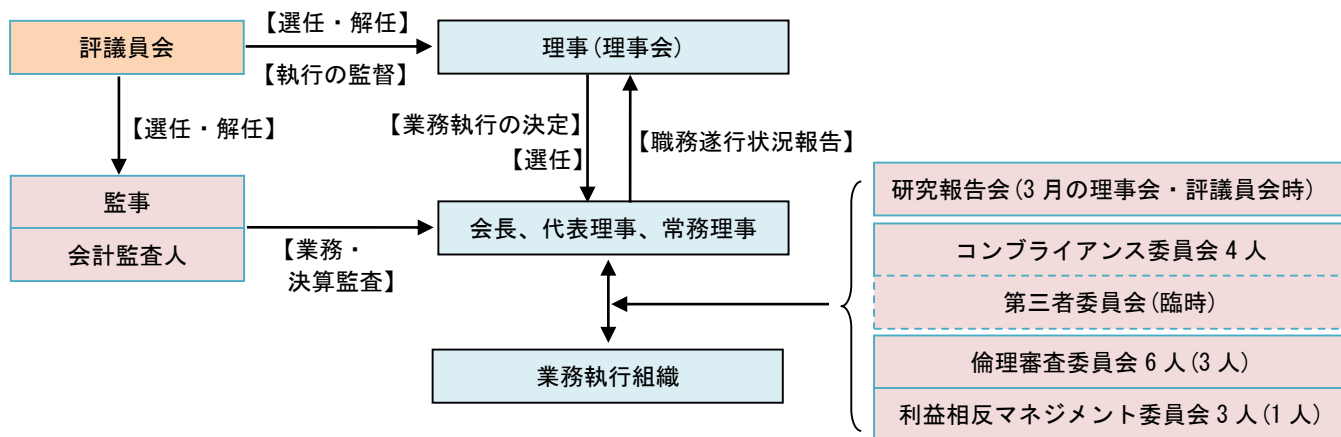 評議員会
【選任・解任】
【執行の監督】
理事(理事会)
【選任・解任】
【業務執行の決定】
【選任】
【職務遂行状況報告】
監事
会計監査人
【業務・
決算監査】
会長、代表理事、常務理事
業務執行組織
研究報告会(3月の理事会・評議員会時)
コンブライアンス委員会 4 人
第三者委員会(臨時)
倫理審査委員会 6 人(3 人)
利益相反マネジメント委員会 3 人(1 人)